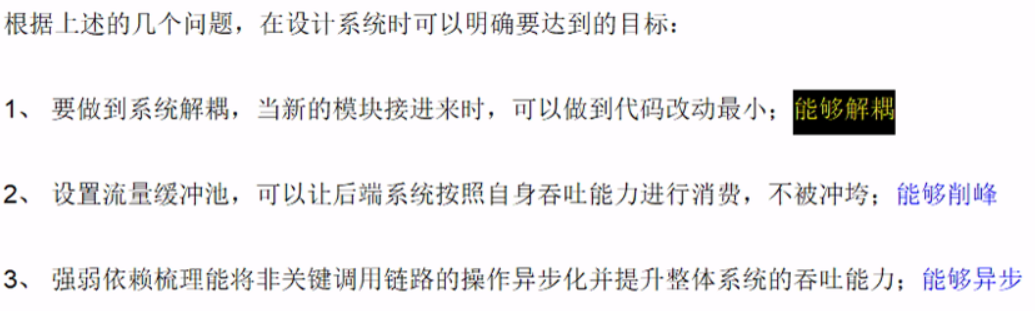 根据上述的几个问题，在设计系统时可以明确要达到的目标：
1、 要做到系统解耦，当新的模块接进来时，可以做到代码改动最小；能够解耦
2、 设置流量缓冲池，可以让后端系统按照自身吞吐能力进行消费，不被冲垮；能够削峰
3、 强弱依赖梳理能将非关键调用链路的操作异步化并提升整体系统的吞吐能力；能够异步